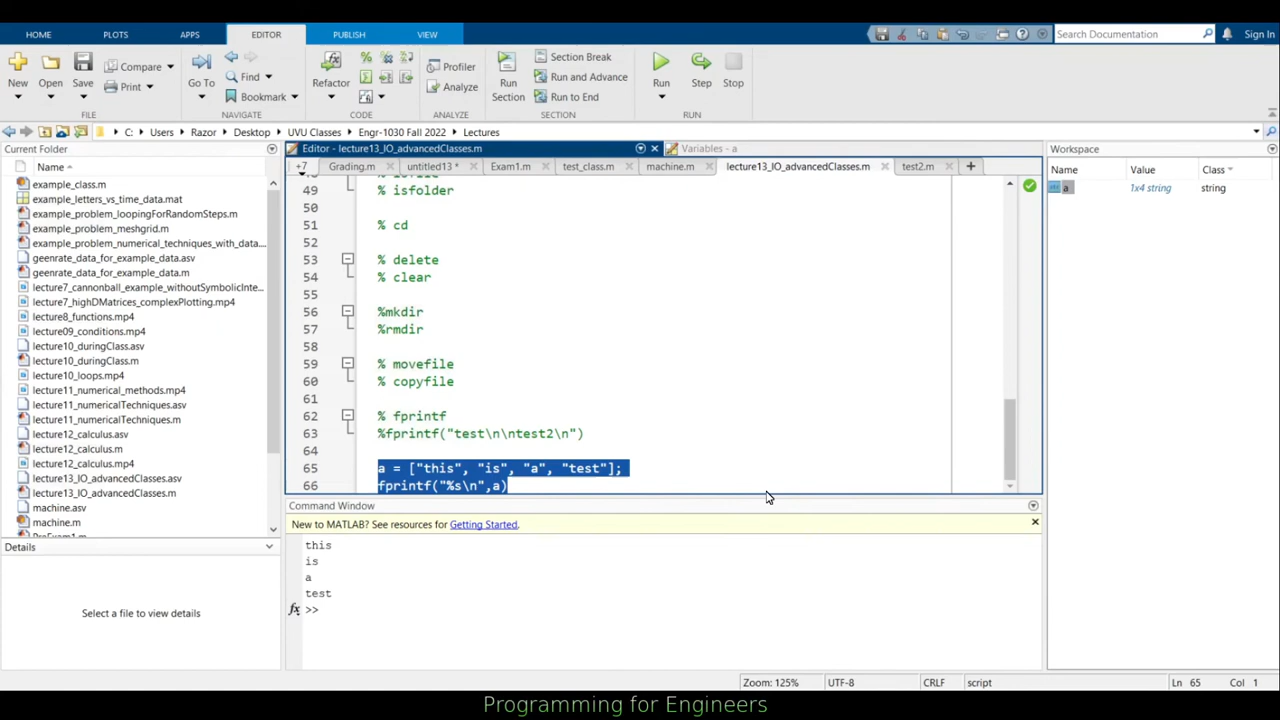 HOME PLOTS APPS EDITOR PUBLISH VIEW Search Documentation Sign In
New Open Save Compare Print Go To Find Bookmark Refactor Profiler Analyze Run Section Section Break Run and Advance Run to End Run Step Stop
FILE NAVIGATE CODE ANALYZE SECTION RUN
C: Users Razor Desktop UVU Classes Engr-1030 Fall 2022 Lectures
Current Folder
Name
example_class.m
example_letters_vs_time_data.mat
example_problem_loopingForRandomSteps.m
example_problem_meshgrid.m
example_problem_numerical_techniques_with_data...
geenrate_data_for_example_data.asv
geenrate_data_for_example_data.m
lecture7_cannonball_example_withoutSymbolicInte...
lecture7_highDMatrices_complexPlotting.mp4
lecture8_functions.mp4
lecture09_conditions.mp4
lecture10_duringClass.asv
lecture10_duringClass.m
lecture10_loops.mp4
lecture11_numerical_methods.mp4
lecture11_numericalTechniques.asv
lecture11_numericalTechniques.m
lecture12_calculus.asv
lecture12_calculus.m
lecture12_calculus.mp4
lecture13_IO_advancedClasses.asv
lecture13_IO_advancedClasses.m
machine.asv
machine.m
Details
Select a file to view details
Editor - lecture13_IO_advancedClasses.m Variables - a
+7 Grading.m untitled13 * Exam1.m test_class.m machine.m lecture13_IO_advancedClasses.m test2.m
49 % isfolder
50
51 % cd
52
53 % delete
54 % clear
55
56 %mkdir
57 %rmdir
58
59 % movefile
60 % copyfile
61
62 % fprintf
63 %fprintf("test\n\ntest2\n")
64
65 a = ["this", "is", "a", "test"];
66 fprintf("%s\n",a)
Command Window
New to MATLAB? See resources for Getting Started.
this
is
a
test
fx >>
Workspace
Name Value Class
a 1x4 string string
Zoom: 125% UTF-8 CRLF script Ln 65 Col 1
Programming for Engineers